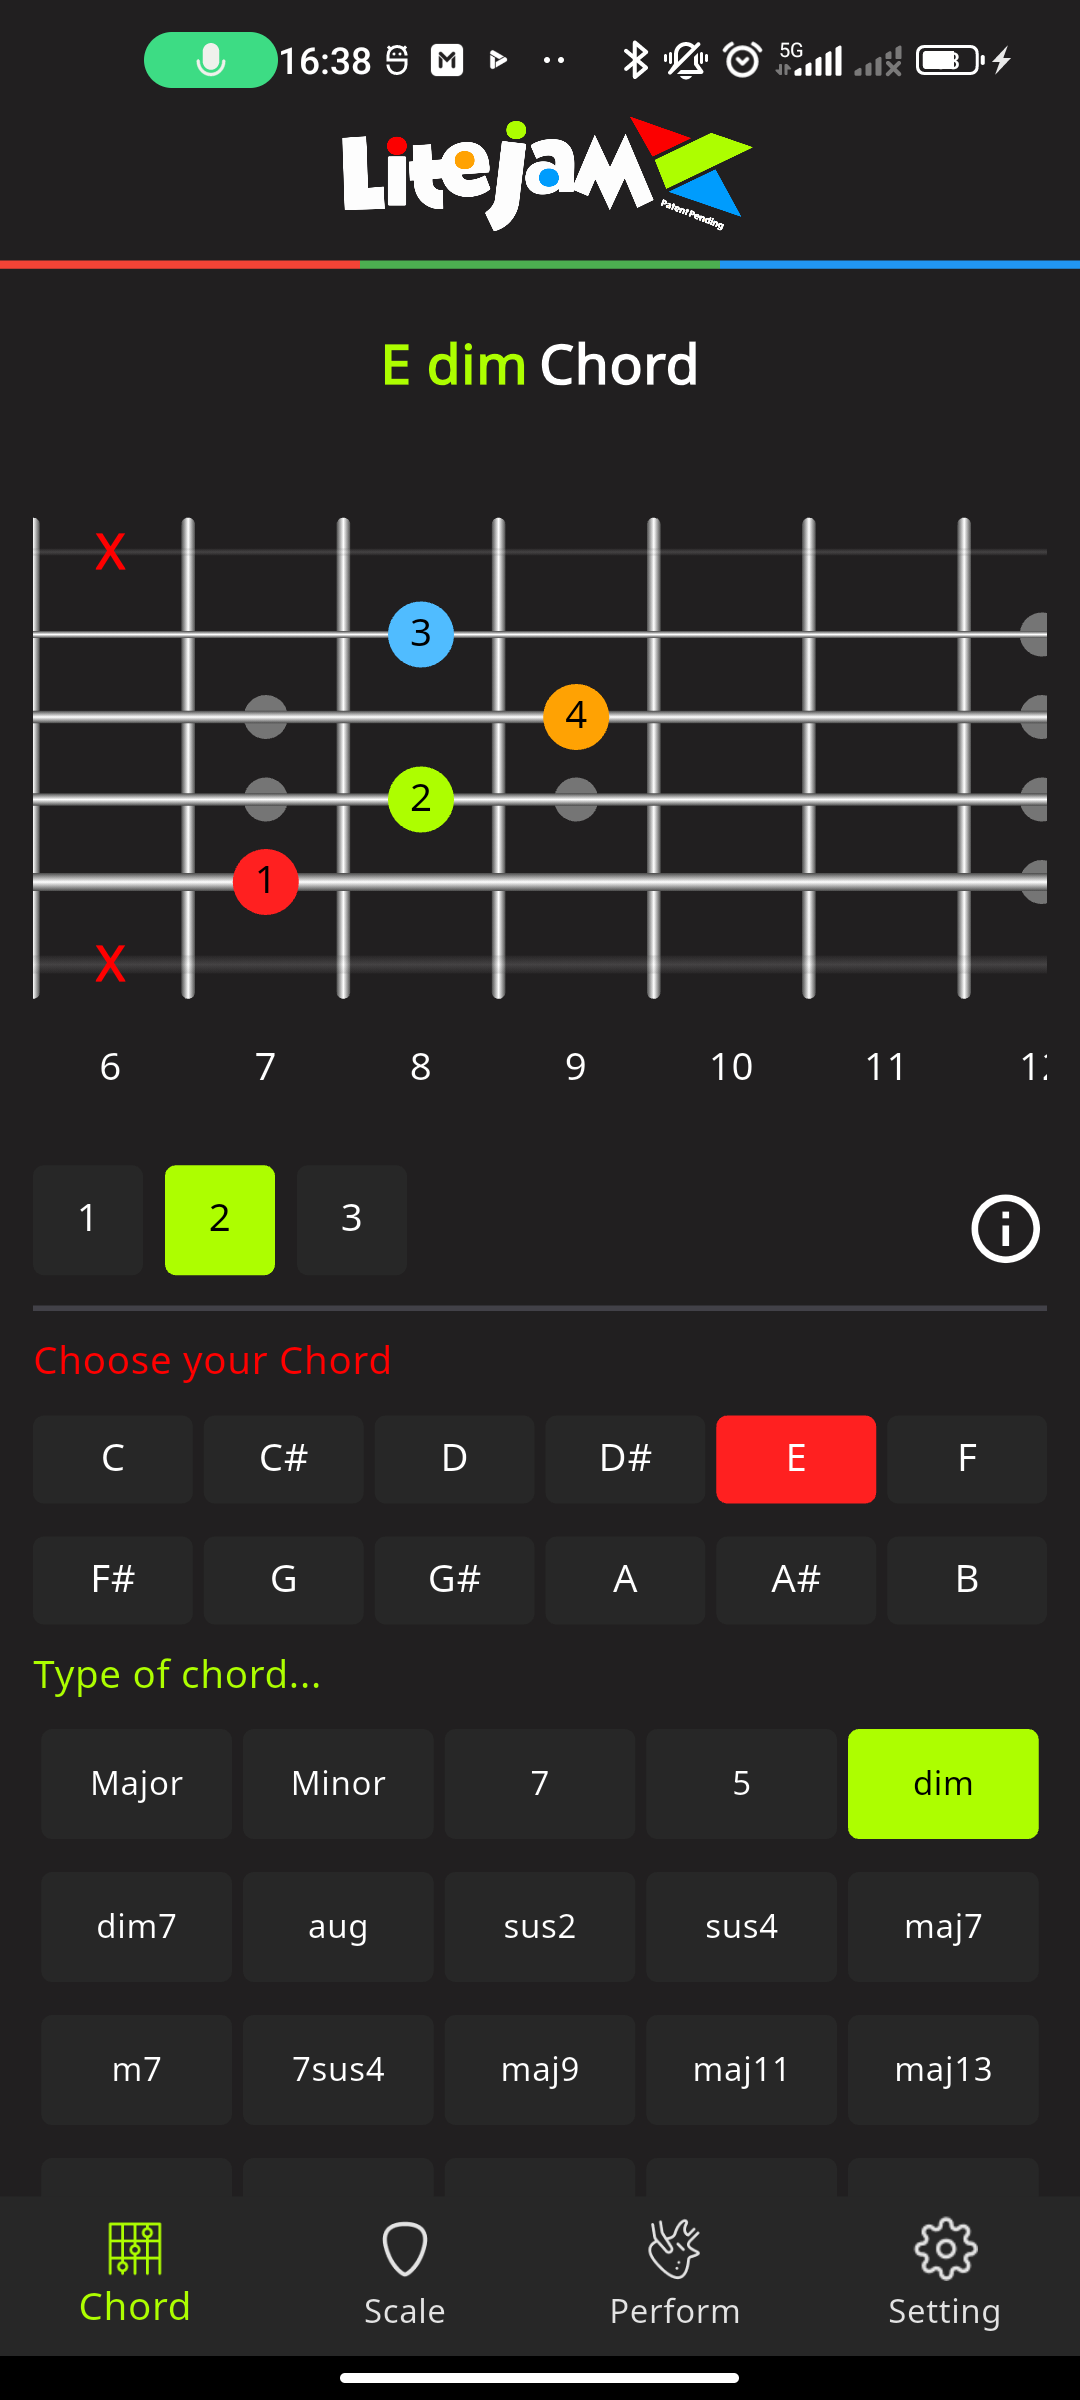 16:38
5G
Litejam
Patent Pending
E dim Chord
X
3
4
2
1
X
6 7 8 9 10 11
1 2 3
Choose your Chord
C C# D D# E F
F# G G# A A# B
Type of chord...
Major Minor 7 5 dim
dim7 aug sus2 sus4 maj7
m7 7sus4 maj9 maj11 maj13
Chord Scale Perform Setting